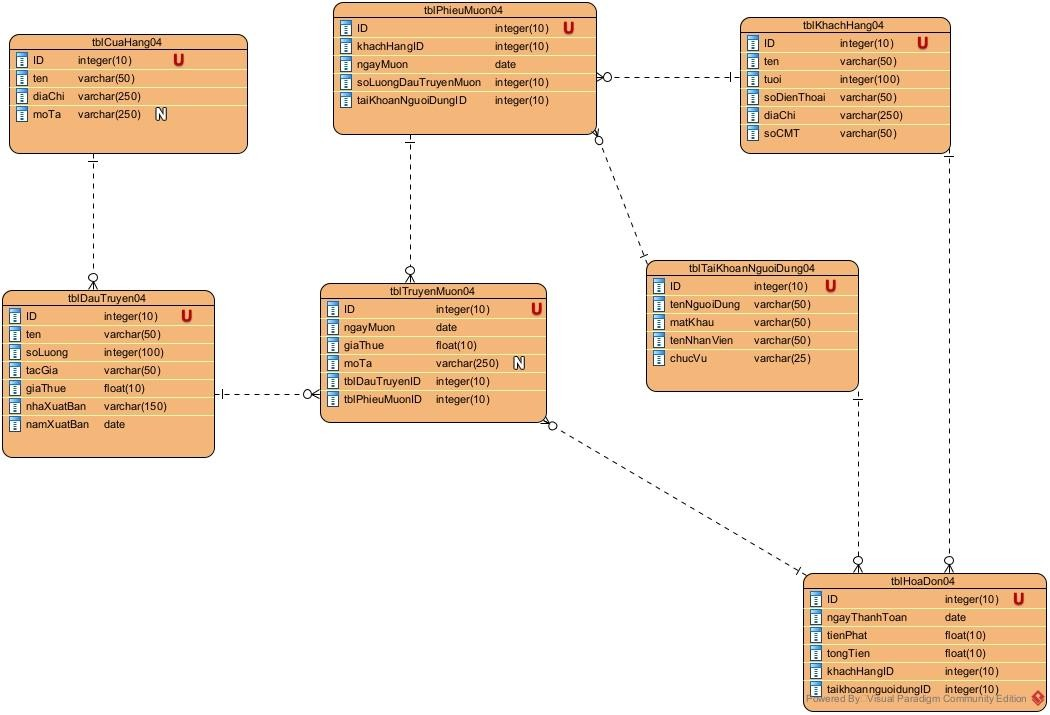 tblCuaHang04
ID integer(10) U
ten varchar(50)
diaChi varchar(250)
moTa varchar(250) N
tblPhieuMuon04
ID integer(10) U
khachHangID integer(10)
ngayMuon date
soLuongDauTruyenMuon integer(10)
taiKhoanNguoiDungID integer(10)
tblKhachHang04
ID integer(10) U
ten varchar(50)
tuoi integer(100)
soDienThoai varchar(50)
diaChi varchar(250)
soCMT varchar(50)
tblDauTruyen04
ID integer(10) U
ten varchar(50)
soLuong integer(100)
tacGia varchar(50)
giaThue float(10)
nhaXuatBan varchar(150)
namXuatBan date
tblTruyenMuon04
ID integer(10) U
ngayMuon date
giaThue float(10)
moTa varchar(250) N
tblDauTruyenID integer(10)
tblPhieuMuonID integer(10)
tblTaiKhoanNguoiDung04
ID integer(10) U
tenNguoiDung varchar(50)
matKhau varchar(50)
tenNhanVien varchar(50)
chucVu varchar(25)
tblHoaDon04
ID integer(10) U
ngayThanhToan date
tienPhat float(10)
tongTien float(10)
khachHangID integer(10)
taikhoannguoidungID integer(10)
Powered By: Visual Paradigm Community Edition